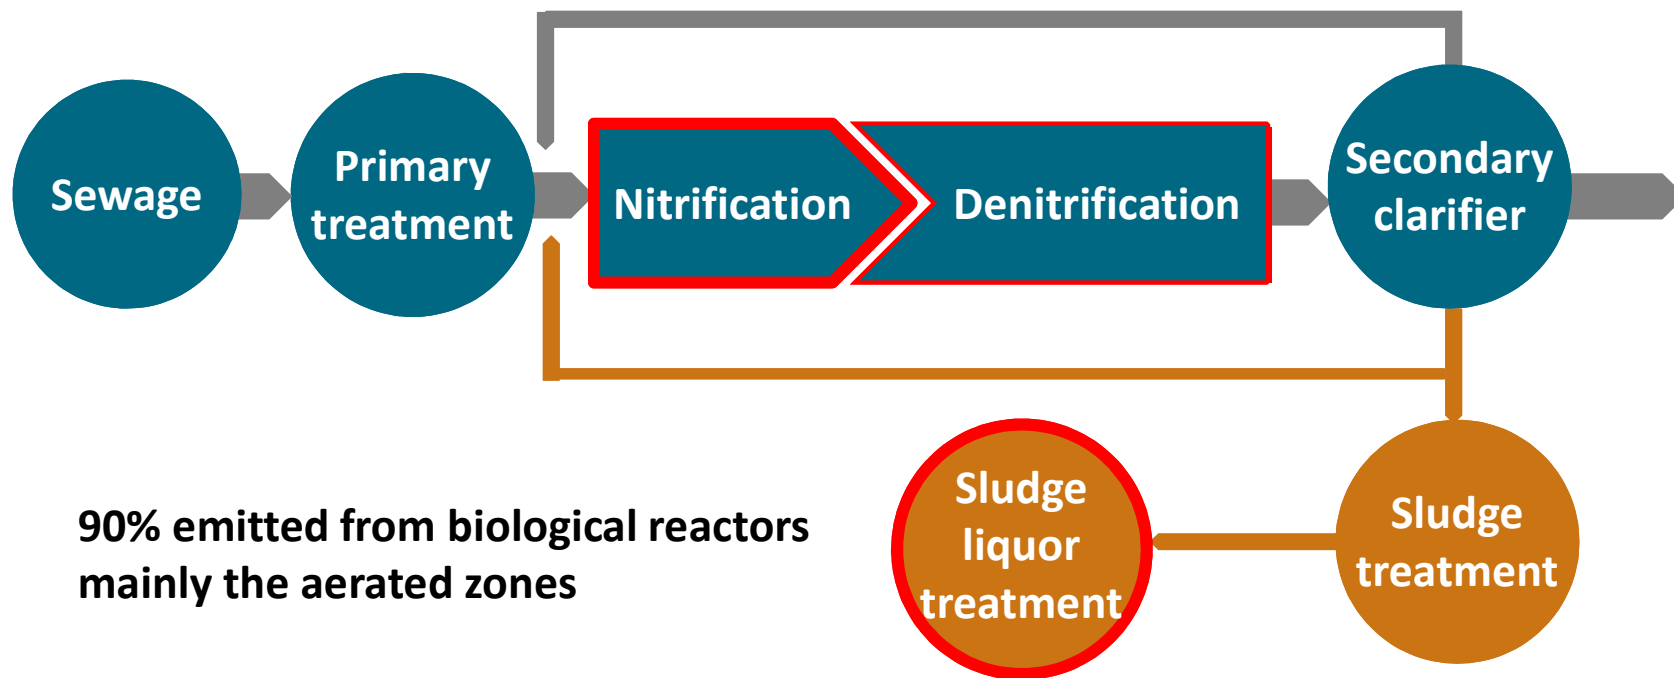 Sewage
Primary
treatment
Nitrification
Denitrification
Secondary
clarifier
Sludge
liquor
treatment
Sludge
treatment
90% emitted from biological reactors
mainly the aerated zones